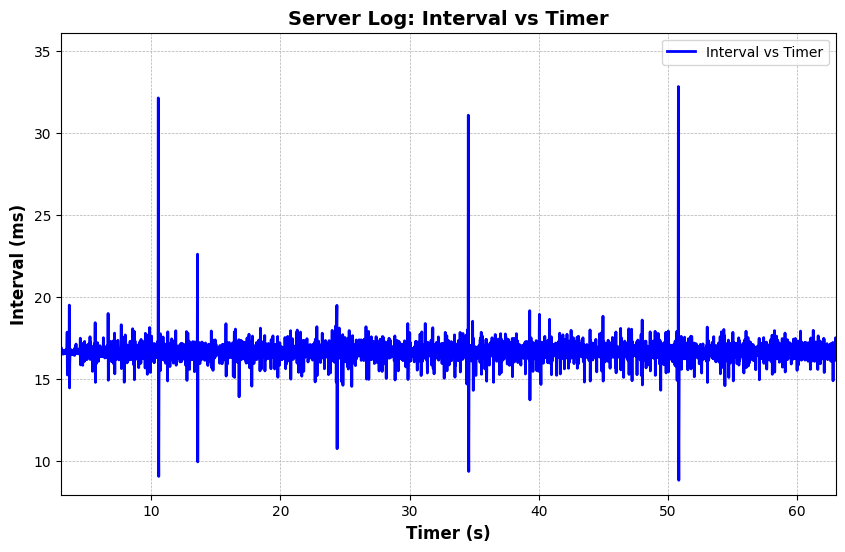 Server Log: Interval vs Timer
Interval vs Timer
35
30
25
20
15
10
Interval (ms)
10 20 30 40 50 60
Timer (s)